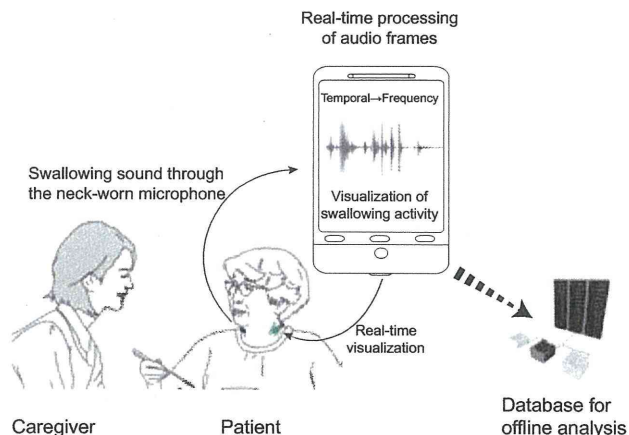 Real-time processing
of audio frames
Temporal→Frequency
Visualization of
swallowing activity
Swallowing sound through
the neck-worn microphone
Real-time
visualization
Caregiver
Patient
Database for
offline analysis